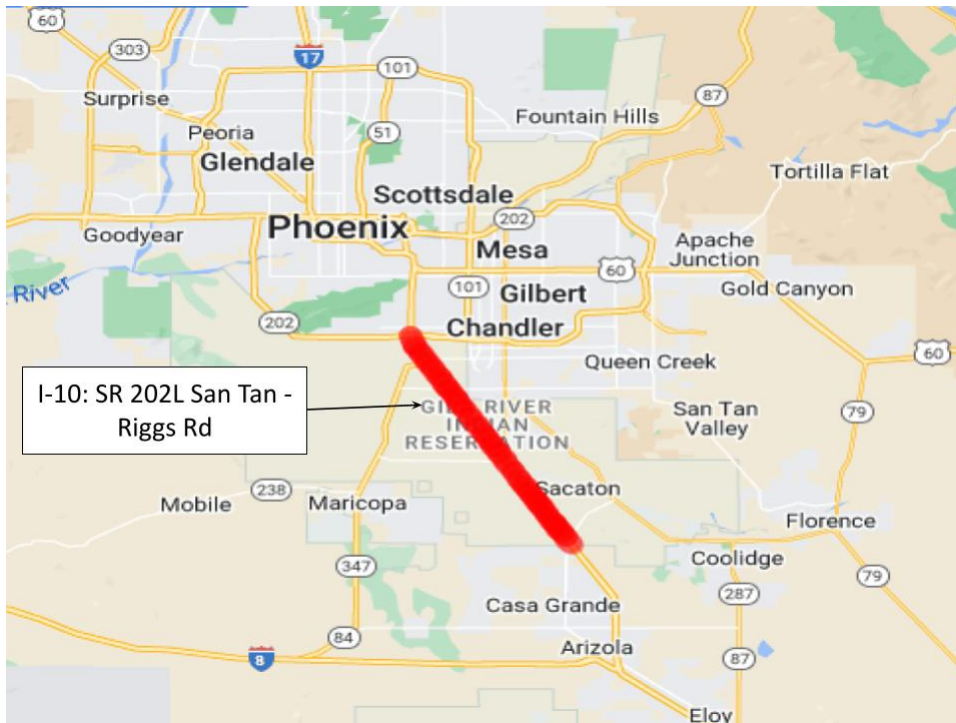 60
303
17
101
87
Surprise
51
Fountain Hills
Peoria
Glendale
Tortilla Flat
Scottsdale
202
Phoenix
Goodyear
Mesa
Apache
Junction
60
River
101
Gilbert
Gold Canyon
202
Chandler
60
Queen Creek
I-10: SR 202L San Tan -
Riggs Rd
RIVER
RESERVATION
San Tan
Valley
79
Sacaton
238
Mobile
Maricopa
Florence
Coolidge
347
79
287
Casa Grande
84
Arizola
8
87
Eloy